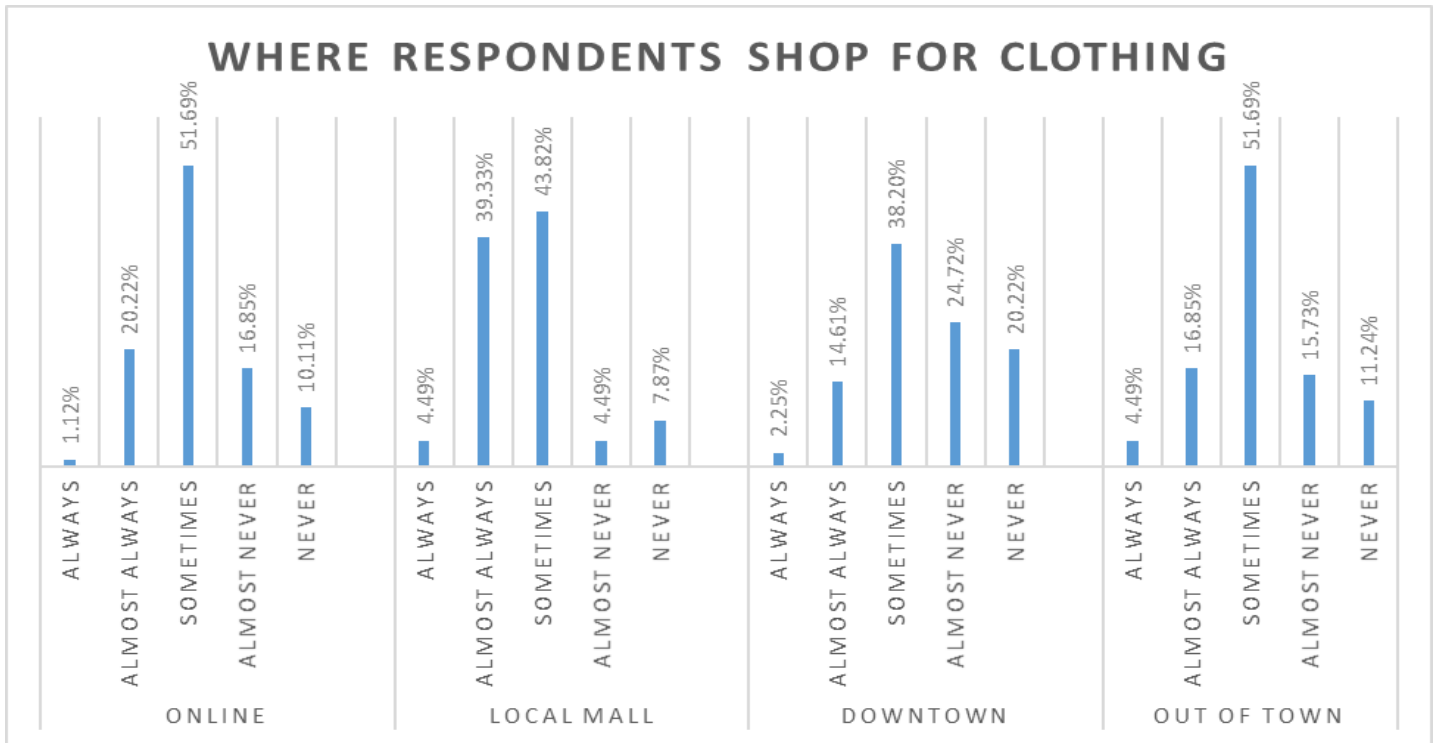 WHERE RESPONDENTS SHOP FOR CLOTHING
1.12%
20.22%
51.69%
16.85%
10.11%
4.49%
39.33%
43.82%
4.49%
7.87%
2.25%
14.61%
38.20%
24.72%
20.22%
4.49%
16.85%
51.69%
15.73%
11.24%
ALWAYS
ALMOST ALWAYS
SOMETIMES
ALMOST NEVER
NEVER
ALWAYS
ALMOST ALWAYS
SOMETIMES
ALMOST NEVER
NEVER
ALWAYS
ALMOST ALWAYS
SOMETIMES
ALMOST NEVER
NEVER
ALWAYS
ALMOST ALWAYS
SOMETIMES
ALMOST NEVER
NEVER
ONLINE
LOCAL MALL
DOWNTOWN
OUT OF TOWN